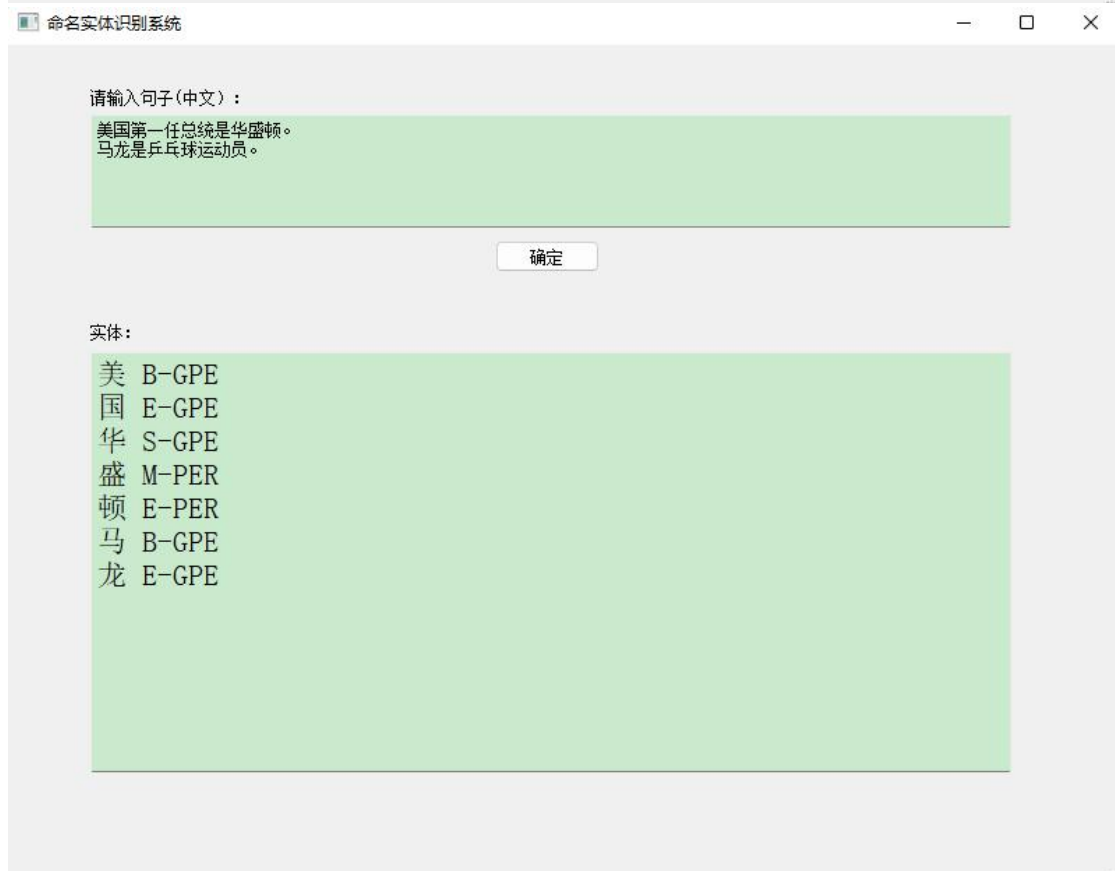 命名实体识别系统
请输入句子(中文)：
美国第一任总统是华盛顿。
马龙是乒乓球运动员。
确定
实体:
美 B-GPE
国 E-GPE
华 S-GPE
盛 M-PER
顿 E-PER
马 B-GPE
龙 E-GPE